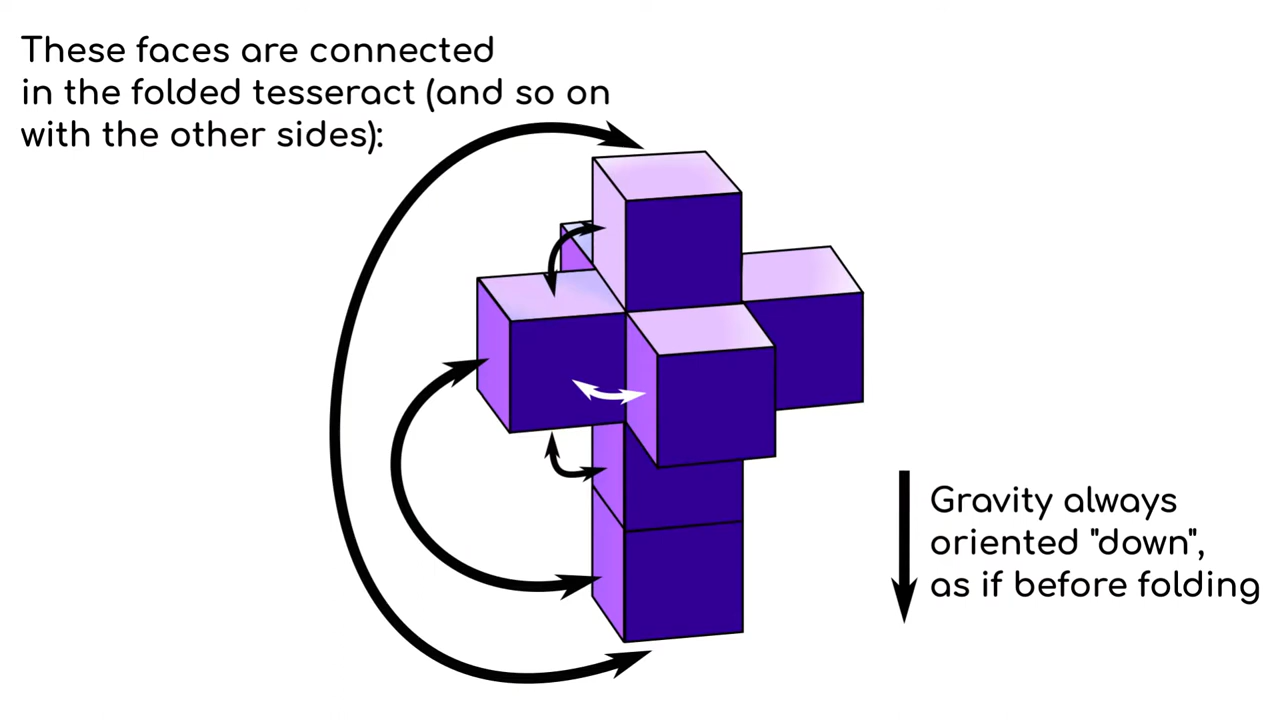 These faces are connected
in the folded tesseract (and so on
with the other sides):
Gravity always
oriented "down",
as if before folding